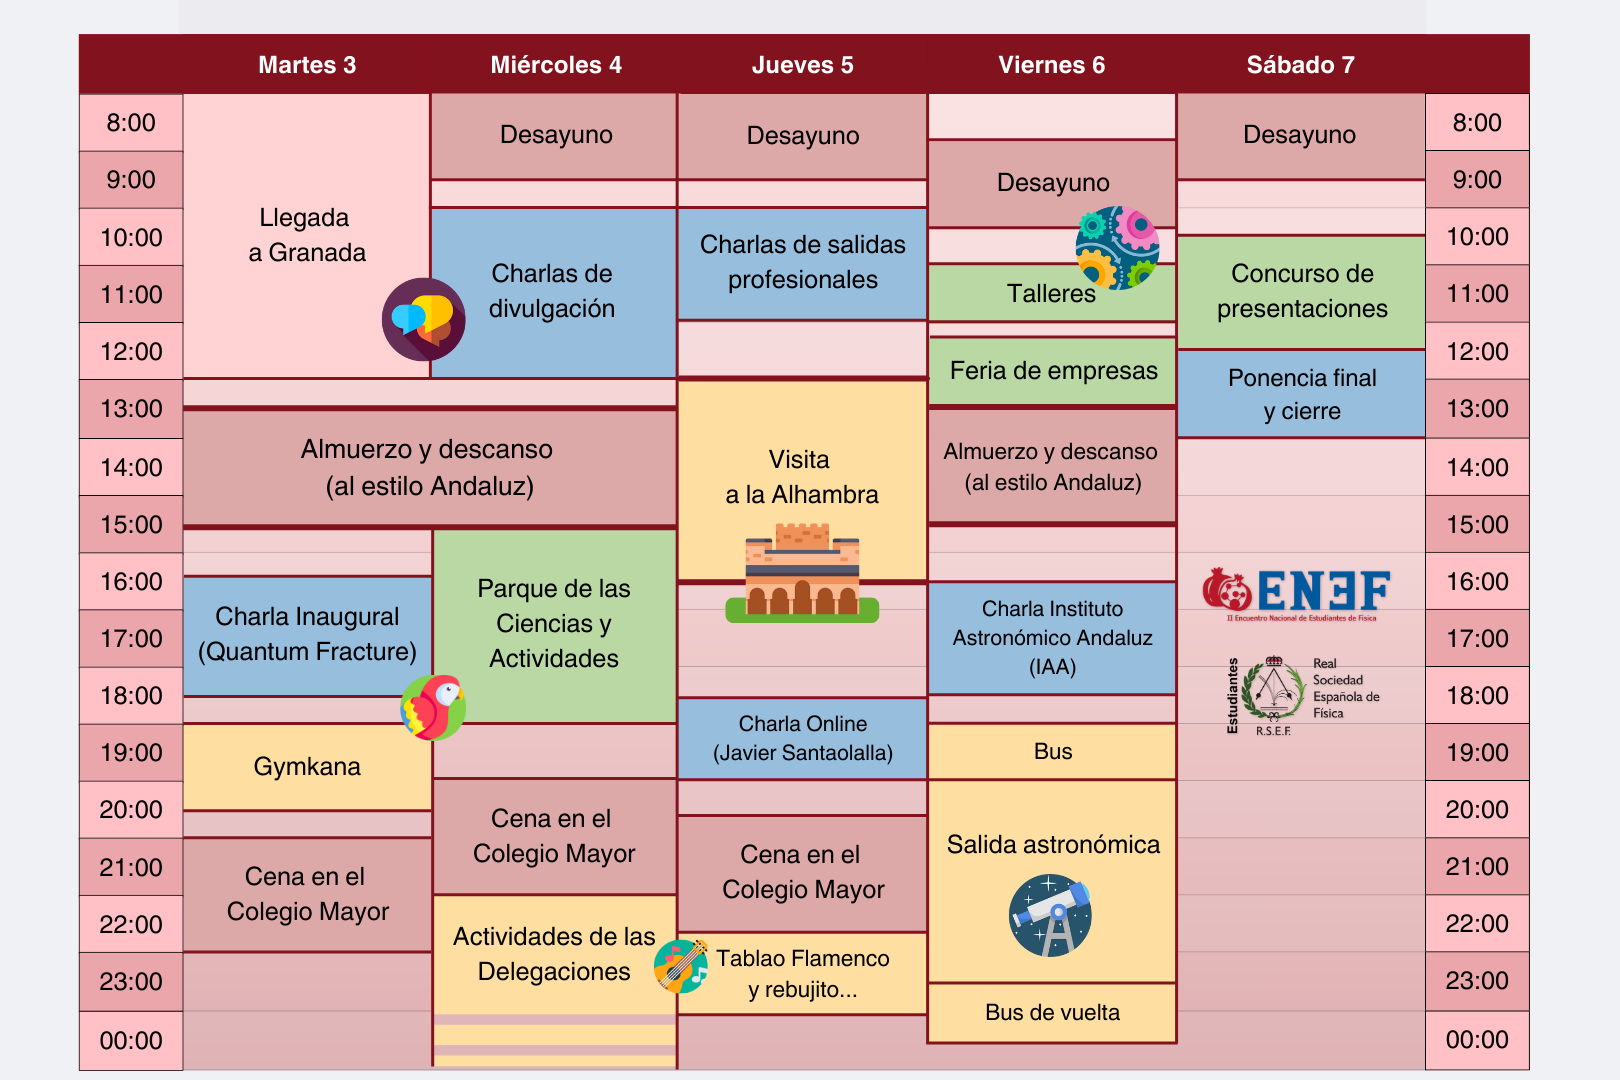 Martes 3
Miércoles 4
Jueves 5
Viernes 6
Sábado 7
8:00
9:00
10:00
11:00
12:00
13:00
14:00
15:00
16:00
17:00
18:00
19:00
20:00
21:00
22:00
23:00
00:00
Llegada
a Granada
Almuerzo y descanso
(al estilo Andaluz)
Charla Inaugural
(Quantum Fracture)
Gymkana
Cena en el
Colegio Mayor
Desayuno
Charlas de
divulgación
Parque de las
Ciencias y
Actividades
Cena en el
Colegio Mayor
Actividades de las
Delegaciones
Desayuno
Charlas de salidas
profesionales
Visita
a la Alhambra
Charla Online
(Javier Santaolalla)
Cena en el
Colegio Mayor
Tablao Flamenco
y rebujito...
Desayuno
Talleres
Feria de empresas
Almuerzo y descanso
(al estilo Andaluz)
Charla Instituto
Astronómico Andaluz
(IAA)
Bus
Salida astronómica
Bus de vuelta
Desayuno
Concurso de
presentaciones
Ponencia final
y cierre
ENEF
II Encuentro Nacional de Estudiantes de Física
Estudiantes
R.S.E.F.
Real
Sociedad
Española de
Física
8:00
9:00
10:00
11:00
12:00
13:00
14:00
15:00
16:00
17:00
18:00
19:00
20:00
21:00
22:00
23:00
00:00